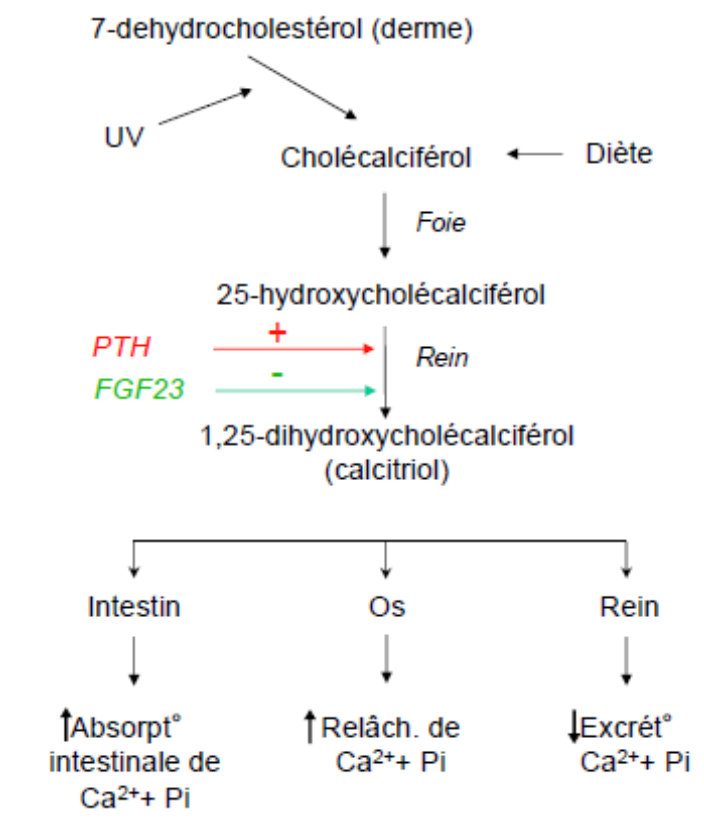 7-dehydrocholestérol (derme)
UV
Cholécalciférol
Diète
Foie
25-hydroxycholécalciférol
PTH
+
Rein
FGF23
-
1,25-dihydroxycholécalciférol
(calcitriol)
Intestin
Os
Rein
Absorpt°
intestinale de
Ca²⁺+ Pi
Relâch. de
Ca²⁺+ Pi
Excrét°
Ca²⁺+ Pi